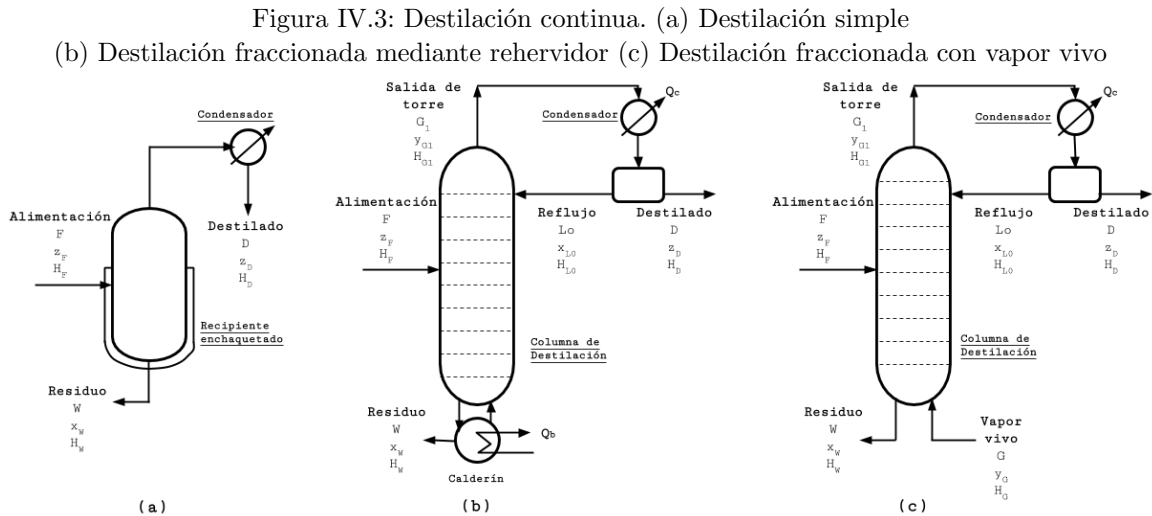 Figura IV.3: Destilación continua. (a) Destilación simple
(b) Destilación fraccionada mediante rehervidor (c) Destilación fraccionada con vapor vivo
Condensador
Alimentación
F
z_F
H_F
Destilado
D
z_D
H_D
Recipiente
enchaquetado
Residuo
W
x_W
H_W
(a)
Salida de
torre
G_1
y_G1
H_G1
Condensador
Qc
Alimentación
F
z_F
H_F
Reflujo
Lo
x_L0
H_L0
Destilado
D
z_D
H_D
Columna de
Destilación
Residuo
W
x_W
H_W
Qb
Calderín
(b)
Salida de
torre
G_1
y_G1
H_G1
Condensador
Qc
Alimentación
F
z_F
H_F
Reflujo
Lo
x_L0
H_L0
Destilado
D
z_D
H_D
Columna de
Destilación
Residuo
W
x_W
H_W
Vapor
vivo
G
y_G
H_G
(c)